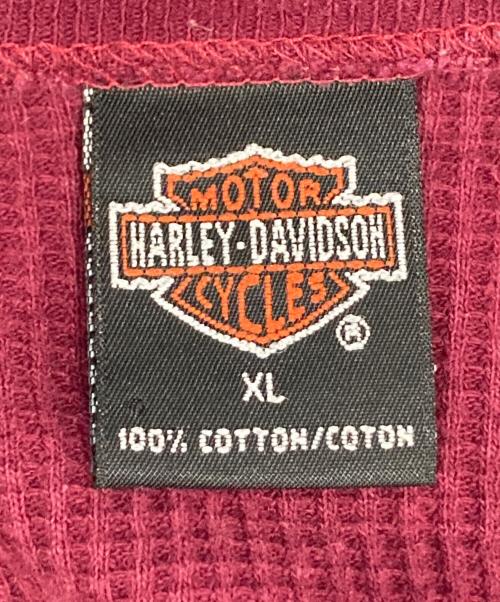 MOTOR
HARLEY-DAVIDSON
CYCLES
®
XL
100% COTTON/COTON